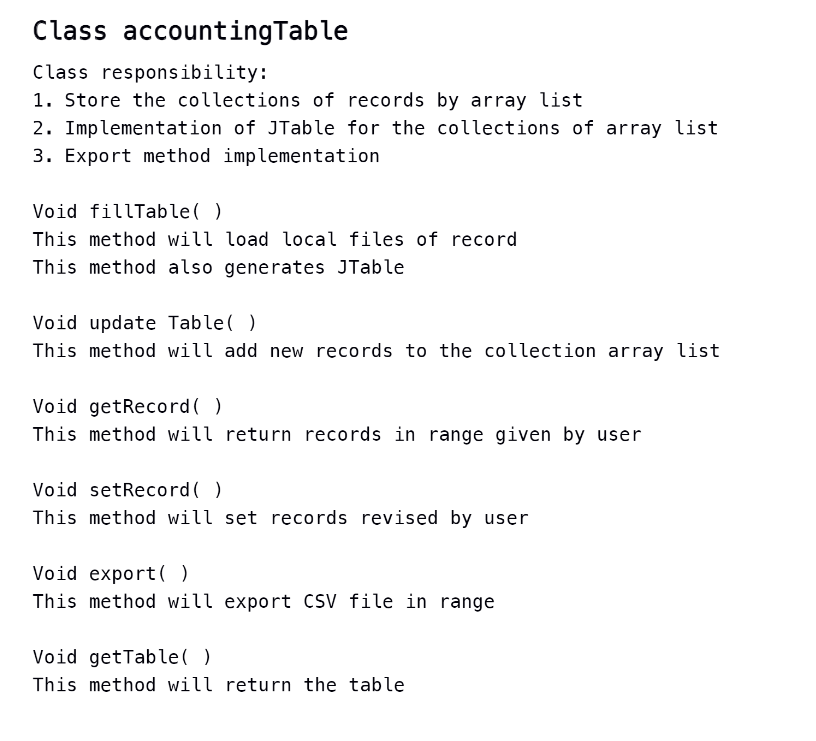 Class accountingTable
Class responsibility:
1. Store the collections of records by array list
2. Implementation of JTable for the collections of array list
3. Export method implementation
Void fillTable( )
This method will load local files of record
This method also generates JTable
Void update Table( )
This method will add new records to the collection array list
Void getRecord( )
This method will return records in range given by user
Void setRecord( )
This method will set records revised by user
Void export( )
This method will export CSV file in range
Void getTable( )
This method will return the table